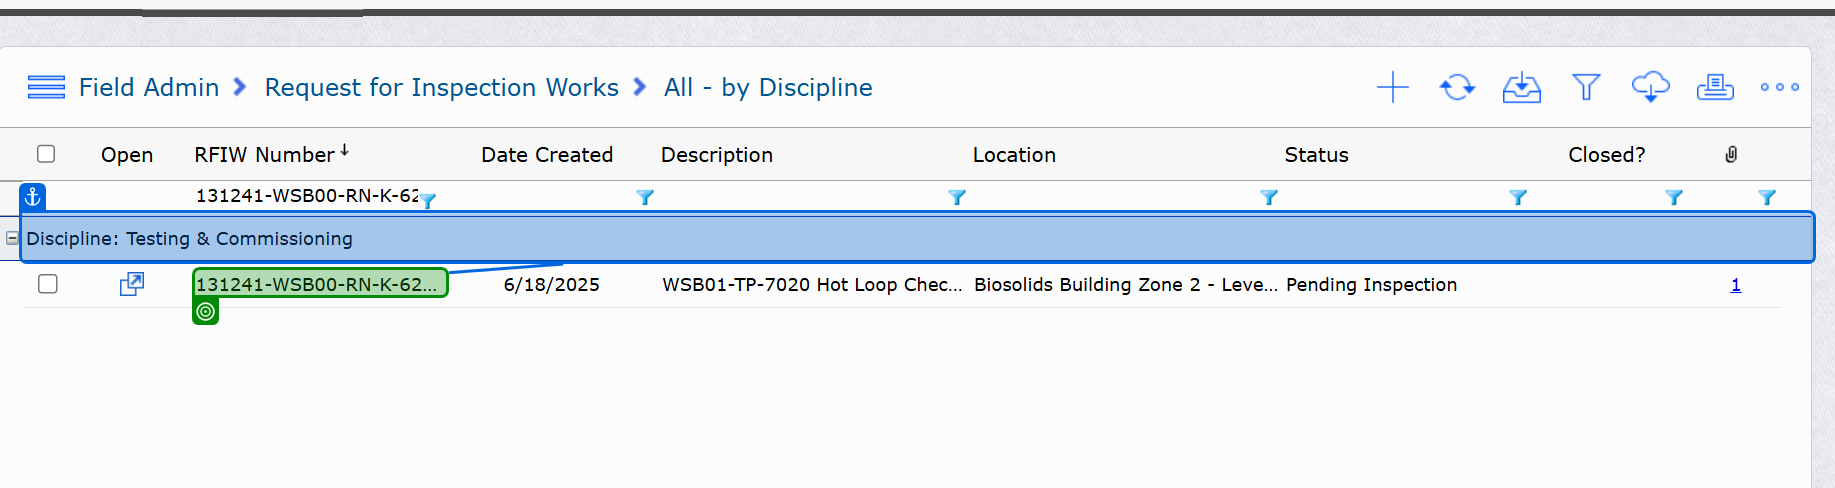 Field Admin Request for Inspection Works All - by Discipline
Open RFIW Number Date Created Description Location Status Closed?
131241-WSB00-RN-K-62
Discipline: Testing & Commissioning
131241-WSB00-RN-K-62... 6/18/2025 WSB01-TP-7020 Hot Loop Chec... Biosolids Building Zone 2 - Leve... Pending Inspection 1